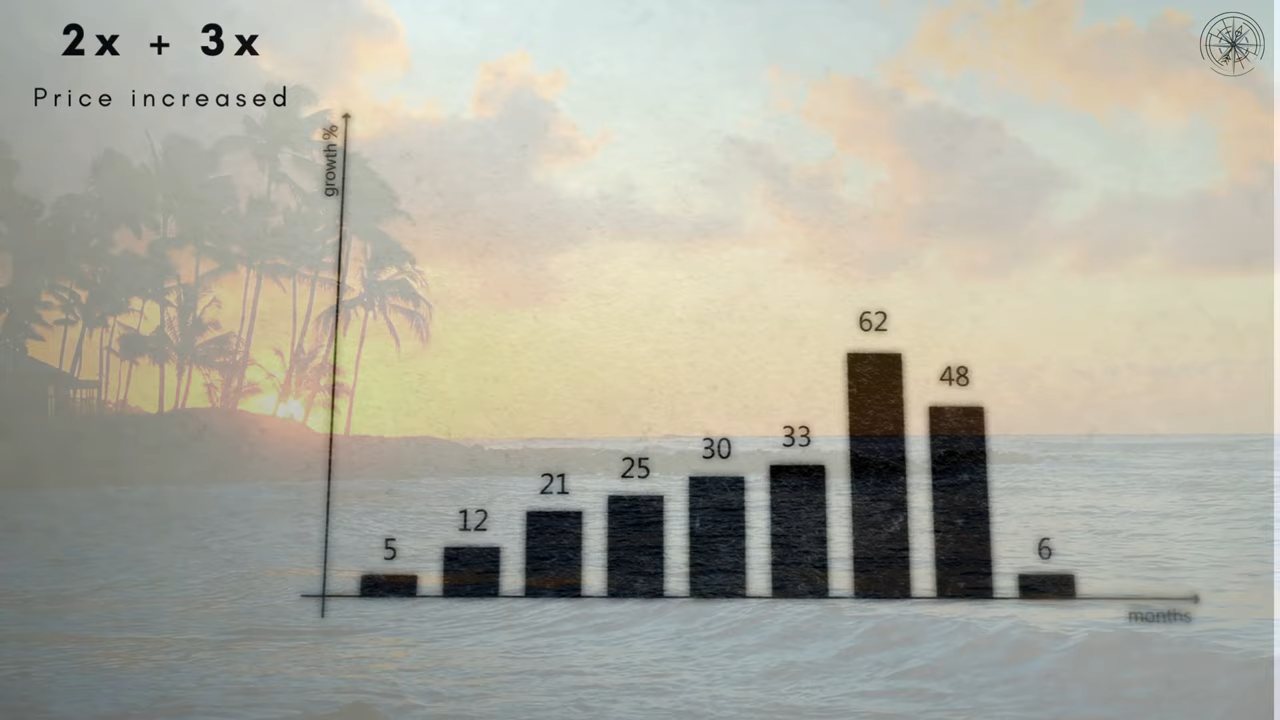 2x + 3x
Price increased
growth %
62
48
33
30
25
21
12
5
6
months